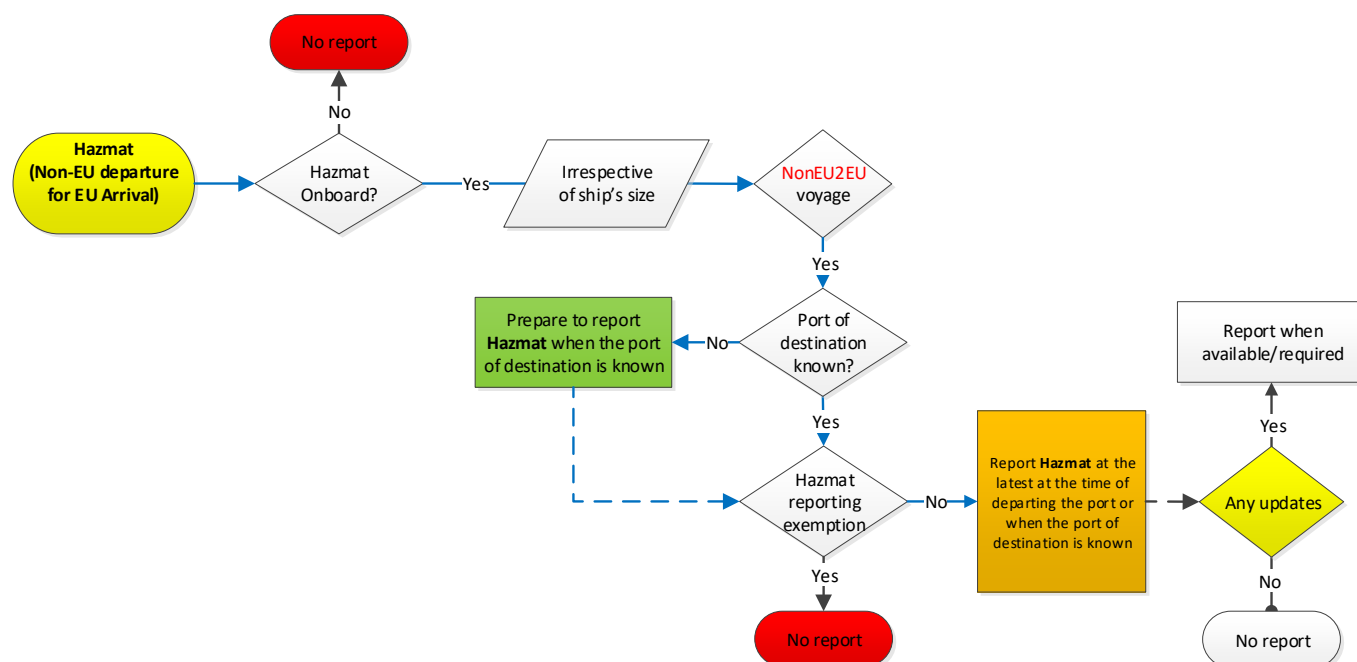 No report
No
Hazmat
(Non-EU departure
for EU Arrival)
Hazmat
Onboard?
Yes
Irrespective
of ship's size
NonEU2EU
voyage
Yes
Prepare to report
Hazmat when the port
of destination is known
No
Port of
destination
known?
Report when
available/required
Yes
Yes
Hazmat
reporting
exemption
No
Report Hazmat at the
latest at the time of
departing the port or
when the port of
destination is known
Any updates
Yes
No
No report
No report